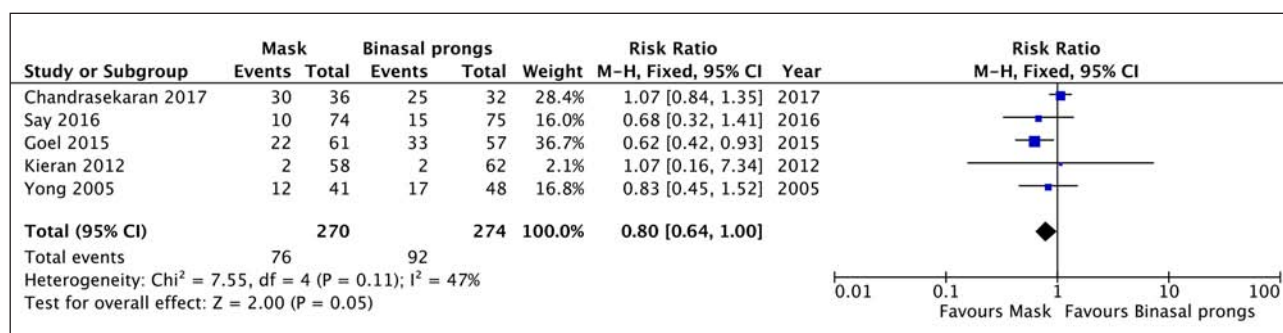 Mask Binasal prongs Risk Ratio Risk Ratio
Study or Subgroup Events Total Events Total Weight M-H, Fixed, 95% CI Year M-H, Fixed, 95% CI
Chandrasekaran 2017 30 36 25 32 28.4% 1.07 [0.84, 1.35] 2017
Say 2016 10 74 15 75 16.0% 0.68 [0.32, 1.41] 2016
Goel 2015 22 61 33 57 36.7% 0.62 [0.42, 0.93] 2015
Kieran 2012 2 58 2 62 2.1% 1.07 [0.16, 7.34] 2012
Yong 2005 12 41 17 48 16.8% 0.83 [0.45, 1.52] 2005
Total (95% CI) 270 274 100.0% 0.80 [0.64, 1.00]
Total events 76 92
Heterogeneity: Chi² = 7.55, df = 4 (P = 0.11); I² = 47%
Test for overall effect: Z = 2.00 (P = 0.05)
0.01 0.1 1 10 100
Favours Mask Favours Binasal prongs